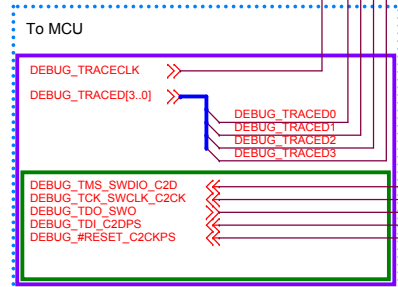 To MCU
DEBUG_TRACECLK
DEBUG_TRACED[3..0]
DEBUG_TRACED0
DEBUG_TRACED1
DEBUG_TRACED2
DEBUG_TRACED3
DEBUG_TMS_SWDIO_C2D
DEBUG_TCK_SWCLK_C2CK
DEBUG_TDO_SWO
DEBUG_TDI_C2DPS
DEBUG_#RESET_C2CKPS